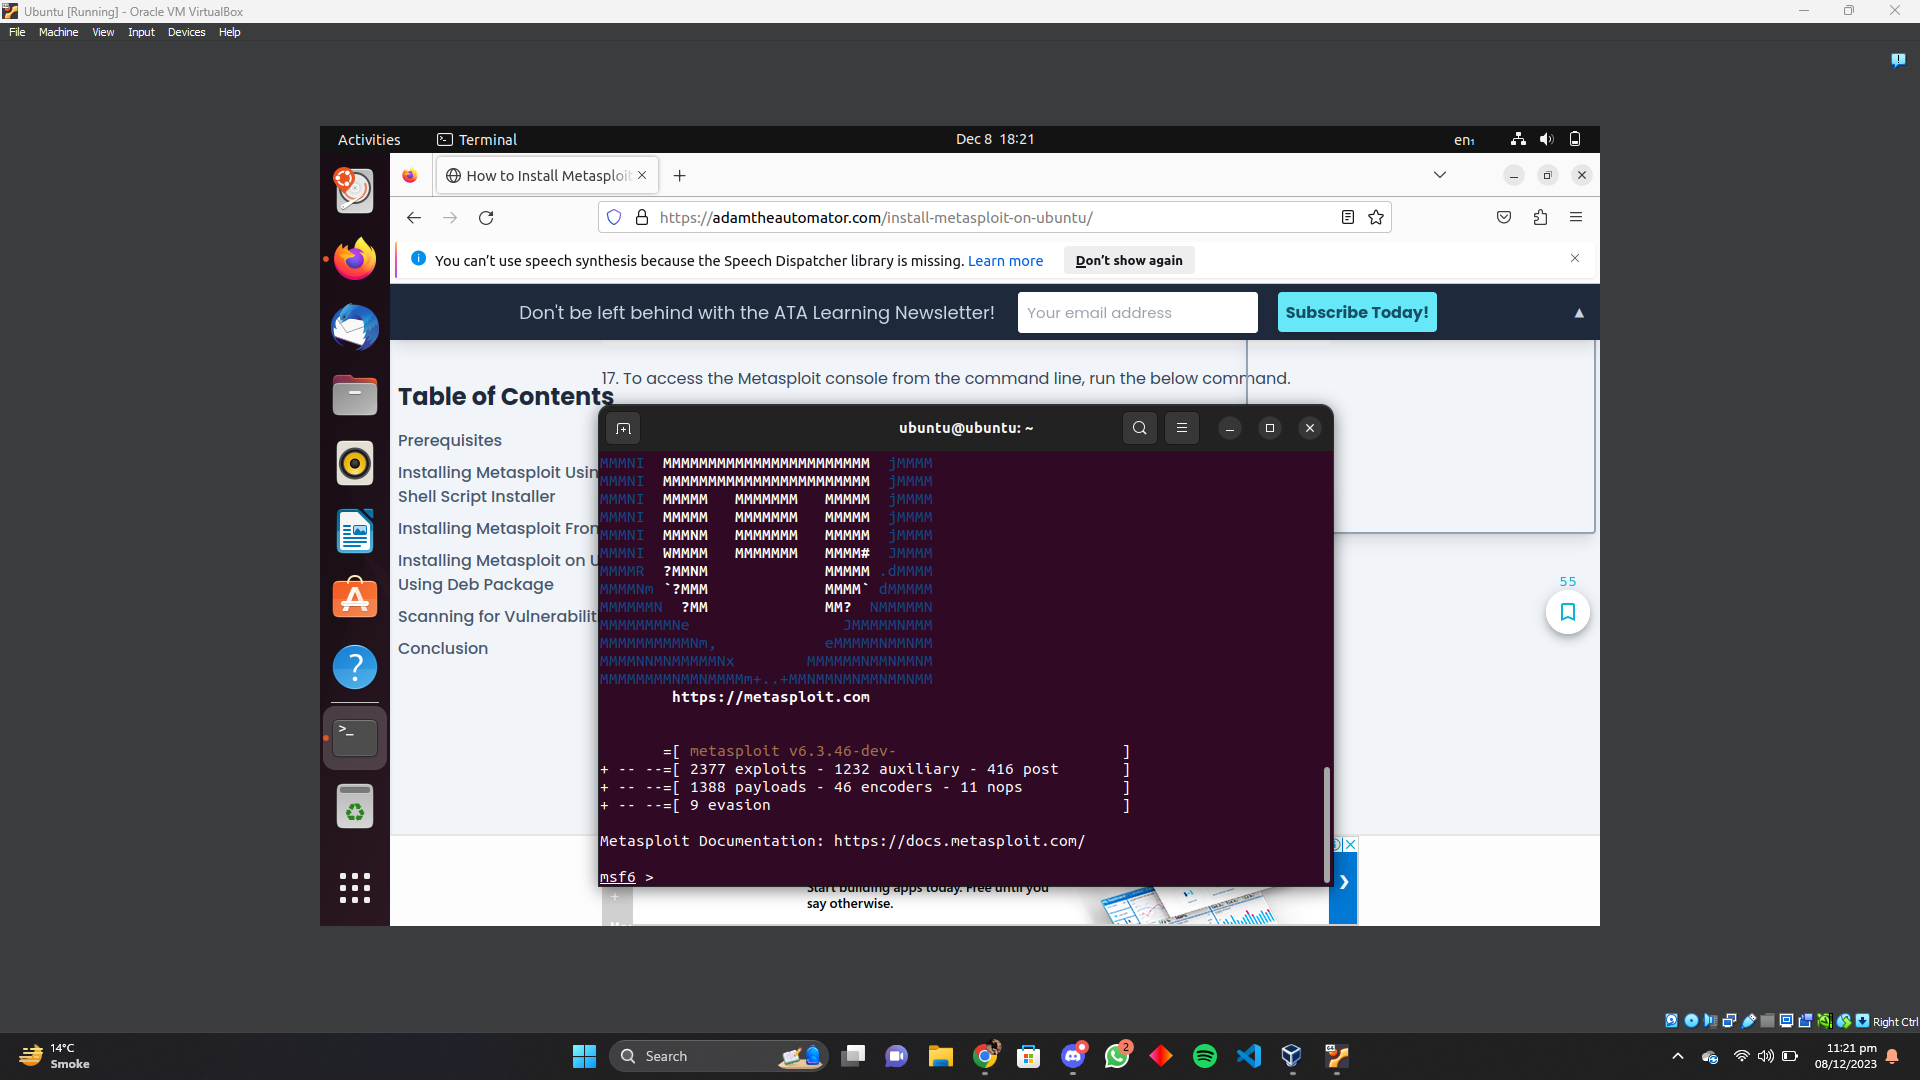 Ubuntu [Running] - Oracle VM VirtualBox
File Machine View Input Devices Help
Activities Terminal Dec 8 18:21 en₁
How to Install Metasploit
https://adamtheautomator.com/install-metasploit-on-ubuntu/
You can't use speech synthesis because the Speech Dispatcher library is missing. Learn more Don't show again
Don't be left behind with the ATA Learning Newsletter! Your email address Subscribe Today!
17. To access the Metasploit console from the command line, run the below command.
Table of Contents
Prerequisites
Installing Metasploit Usin
Shell Script Installer
Installing Metasploit Fron
Installing Metasploit on U
Using Deb Package
Scanning for Vulnerabilit
Conclusion
55
ubuntu@ubuntu: ~
MMMNI  MMMMMMMMMMMMMMMMMMMMMMM  jMMMM
MMMNI  MMMMMMMMMMMMMMMMMMMMMMM  jMMMM
MMMNI  MMMMM   MMMMMMM   MMMMM  jMMMM
MMMNI  MMMMM   MMMMMMM   MMMMM  jMMMM
MMMNI  MMMNM   MMMMMMM   MMMMM  jMMMM
MMMNI  WMMMM   MMMMMMM   MMMM#  JMMMM
MMMMR  ?MMNM             MMMMM .dMMMM
MMMMNm `?MMM             MMMM` dMMMMM
MMMMMMN  ?MM             MM?  NMMMMMN
MMMMMMMMNe                 JMMMMMNMMM
MMMMMMMMMMNm,            eMMMMMNMMNMM
MMMMNNMNMMMMMNx        MMMMMMNMMNMMNM
MMMMMMMMNMMNMMMMm+..+MMNMMNMNMMNMMNMM
https://metasploit.com
=[ metasploit v6.3.46-dev- ]
+ -- --=[ 2377 exploits - 1232 auxiliary - 416 post ]
+ -- --=[ 1388 payloads - 46 encoders - 11 nops ]
+ -- --=[ 9 evasion ]
Metasploit Documentation: https://docs.metasploit.com/
msf6 >
Start building apps today. Free until you
say otherwise.
Right Ctrl
14°C
Smoke
Search
2
11:21 pm
08/12/2023